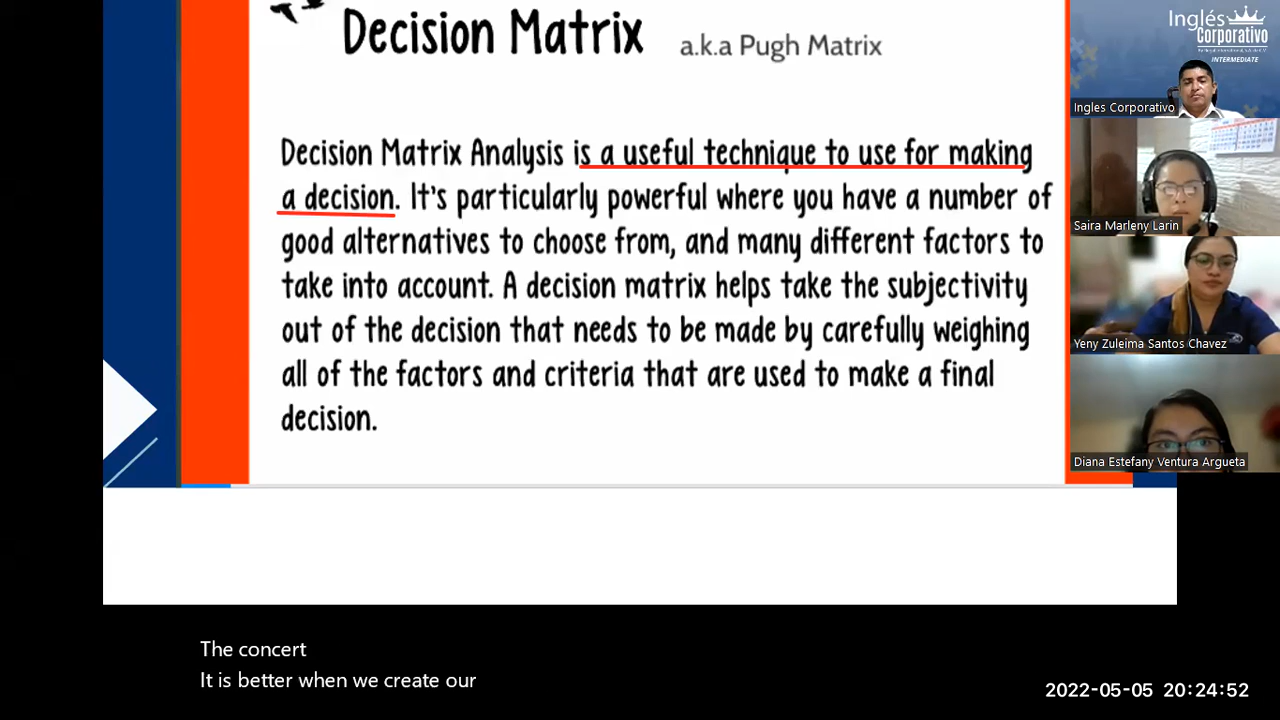 Decision Matrix
a.k.a Pugh Matrix
Decision Matrix Analysis is a useful technique to use for making
a decision. It's particularly powerful where you have a number of
good alternatives to choose from, and many different factors to
take into account. A decision matrix helps take the subjectivity
out of the decision that needs to be made by carefully weighing
all of the factors and criteria that are used to make a final
decision.
Inglés
Corporativo
INTERMEDIATE
Ingles Corporativo
Saira Marleny Larin
Yeny Zuleima Santos Chavez
Diana Estefany Ventura Argueta
The concert
It is better when we create our
2022-05-05 20:24:52